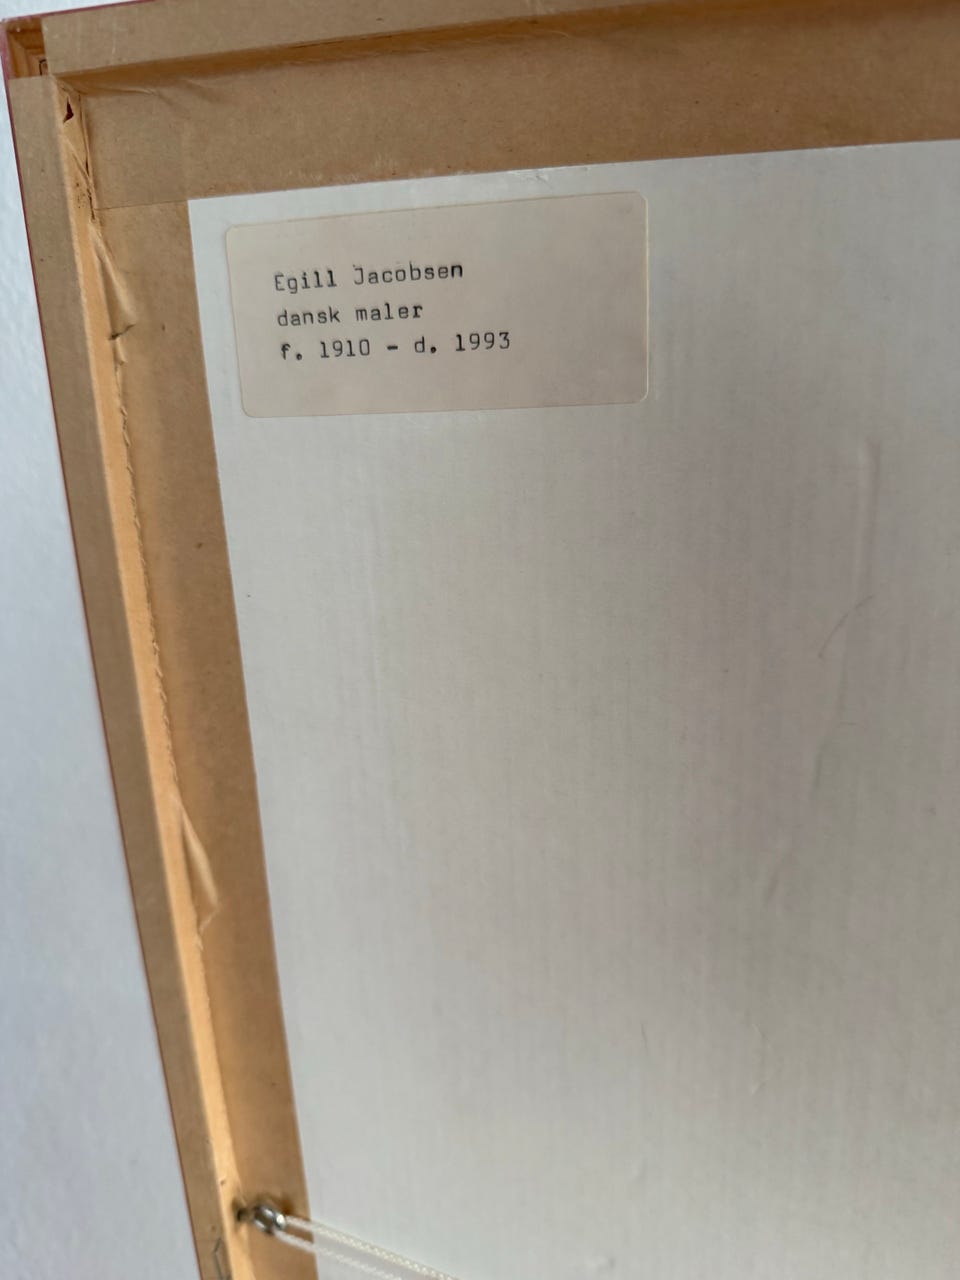 Egill Jacobsen
dansk maler
f. 1910 - d. 1993